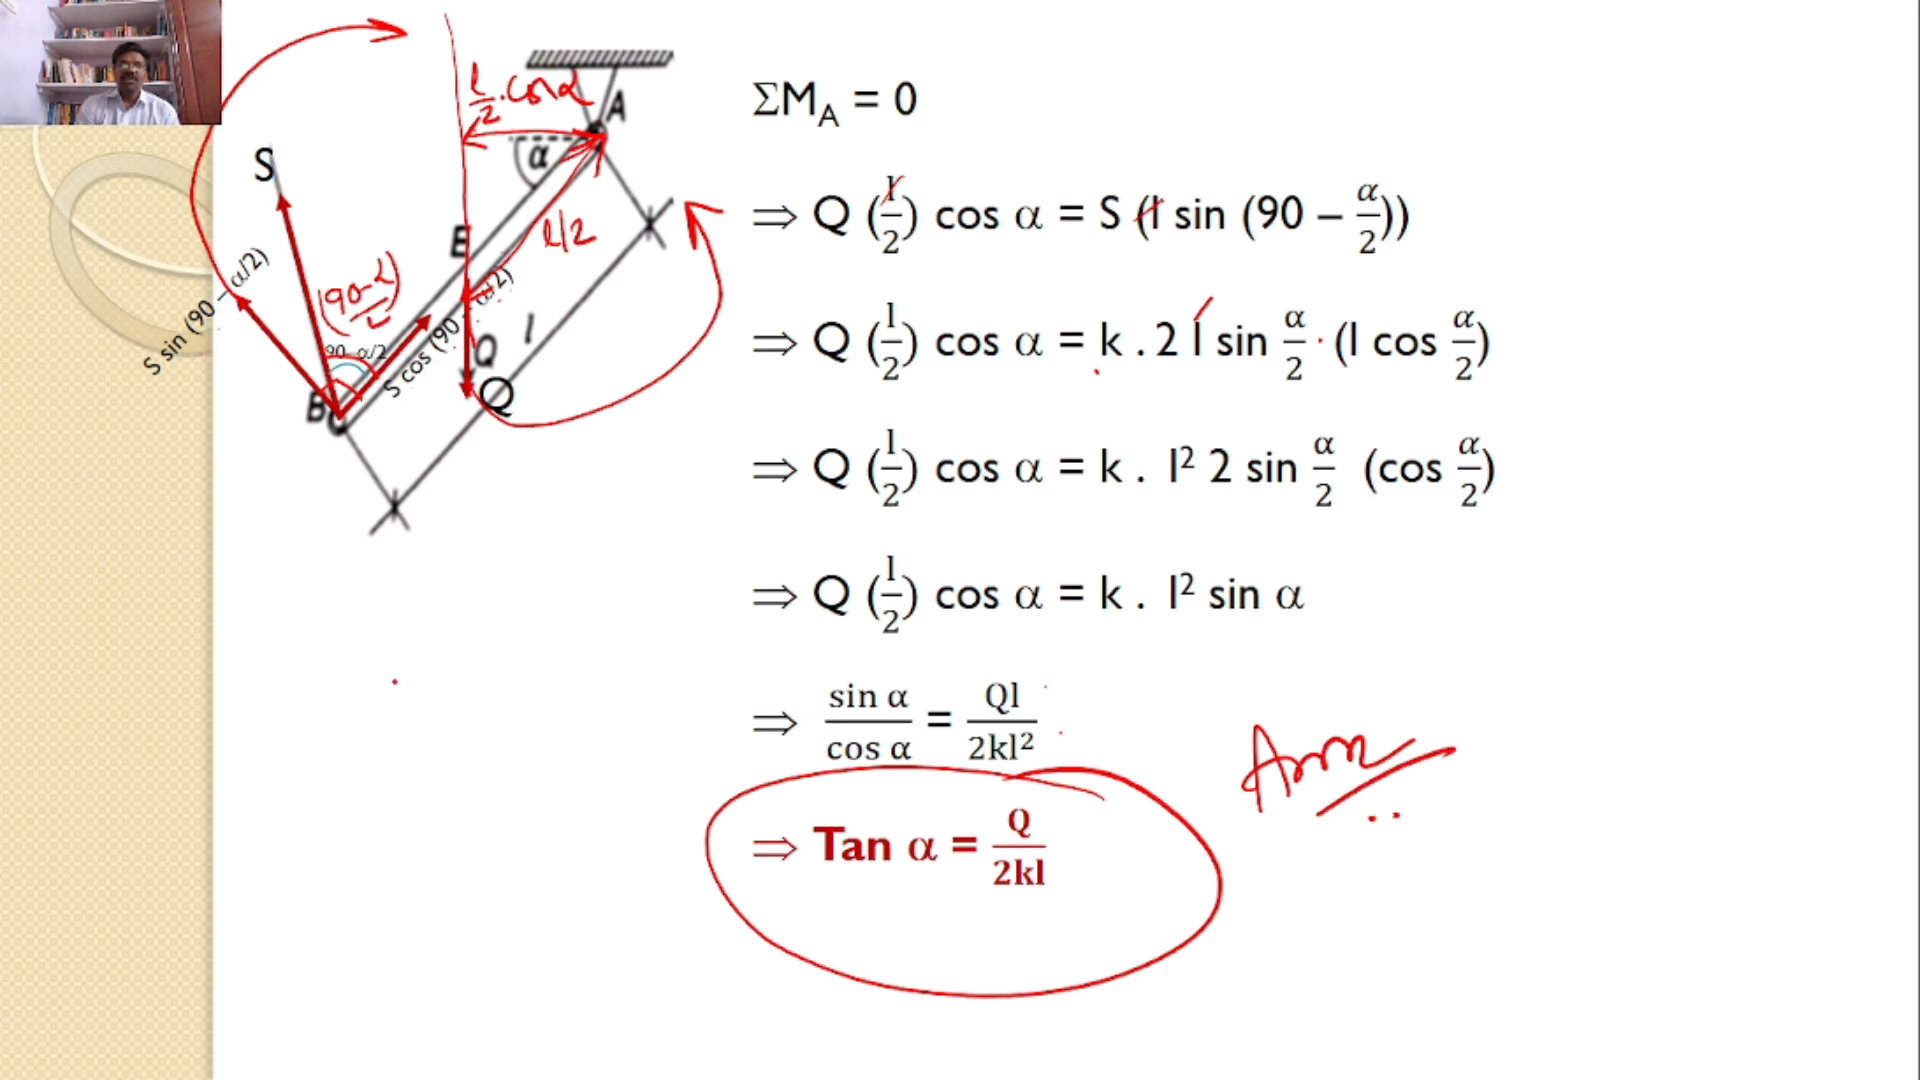 l/2 . cos α
A
α
S
E
l/2
S sin (90 – α/2)
(90-α/2)
90- α/2
S cos (90 - α/2)
Q
l
Q
B
ΣM_A = 0
⇒ Q (l/2) cos α = S (l sin (90 – α/2))
⇒ Q (l/2) cos α = k . 2 l sin α/2 . (l cos α/2)
⇒ Q (l/2) cos α = k . l² 2 sin α/2 (cos α/2)
⇒ Q (l/2) cos α = k . l² sin α
⇒ sin α / cos α = Ql / 2kl²
⇒ Tan α = Q / 2kl